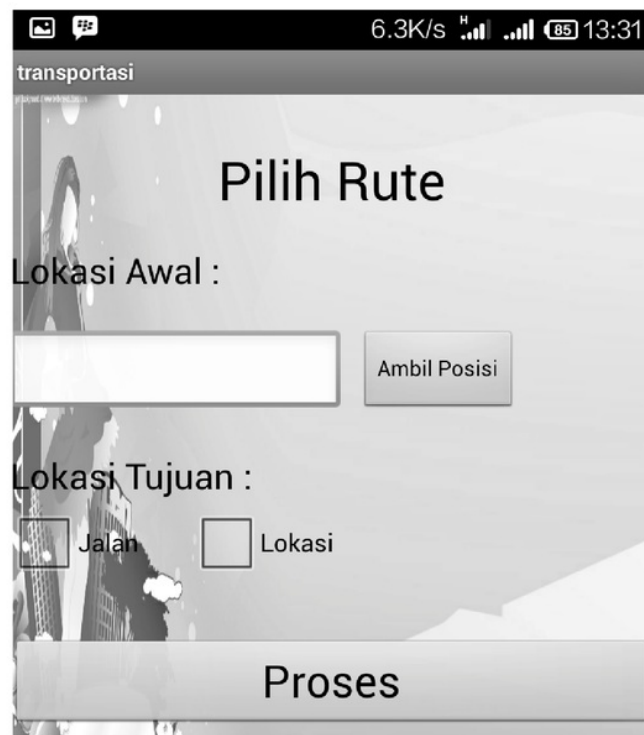 6.3K/s H 85 13:31
transportasi
Pilih Rute
Lokasi Awal :
Ambil Posisi
Lokasi Tujuan :
Jalan Lokasi
Proses